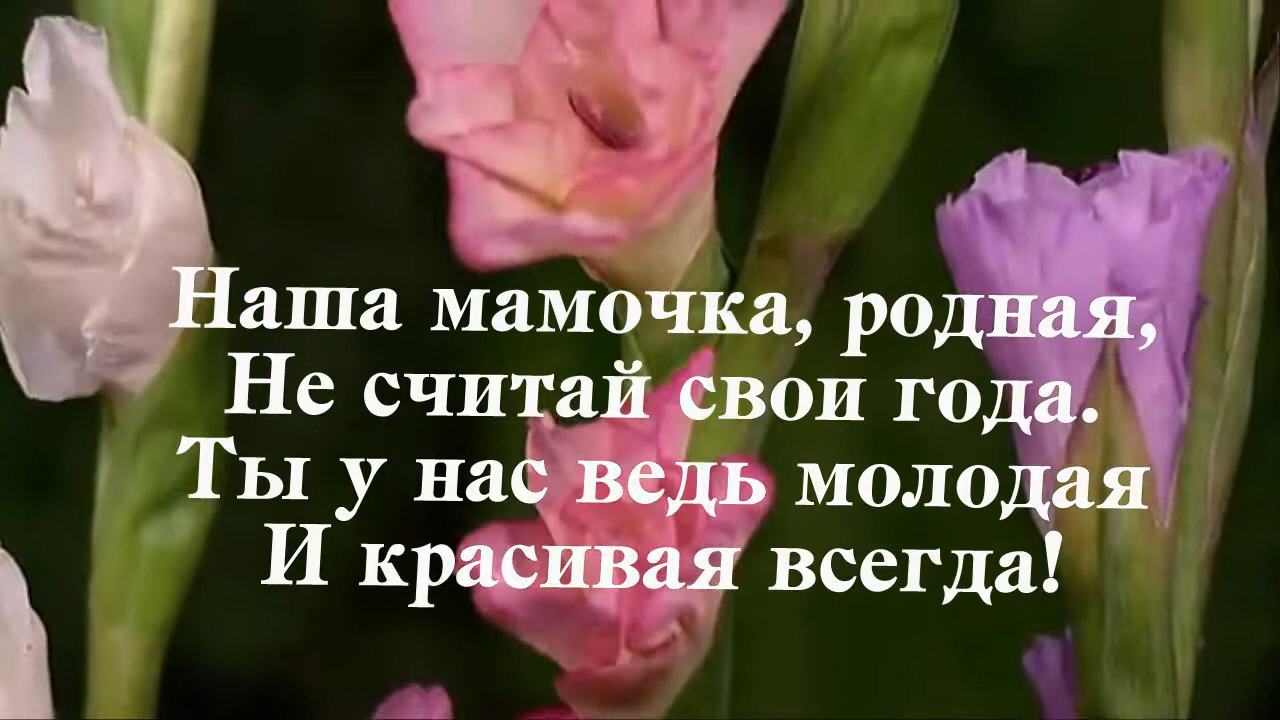 Наша мамочка, родная,
Не считай свои года.
Ты у нас ведь молодая
И красивая всегда!